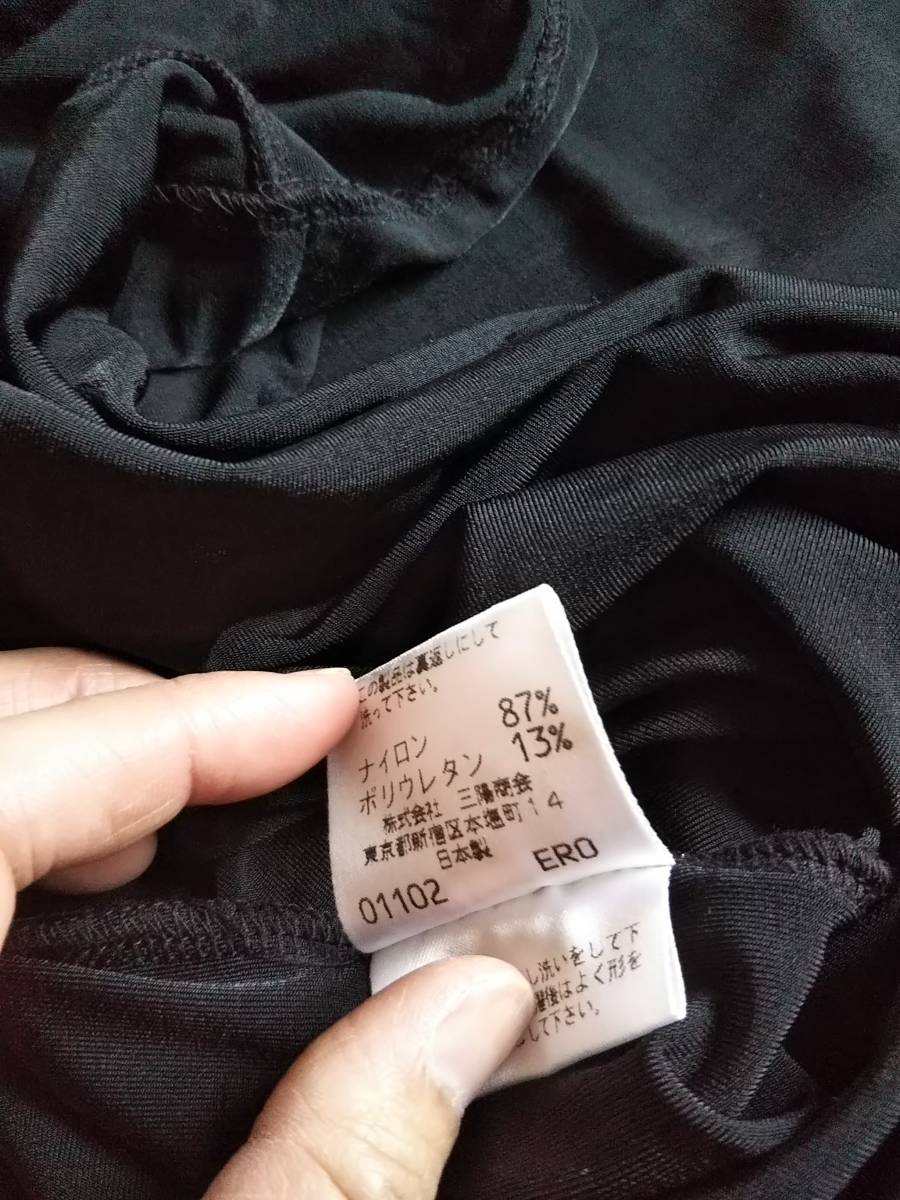 この製品は裏返しにして
洗って下さい。
ナイロン 87%
ポリウレタン 13%
株式会社 三陽商会
東京都新宿区本塩町14
日本製
01102 ERO
し洗いをして下
濯後はよく形を
して下さい。